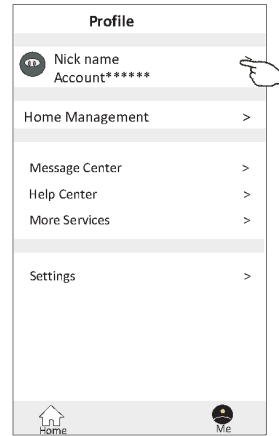 Profile
Nick name
Account******
Home Management >
Message Center >
Help Center >
More Services >
Settings >
Home
Me